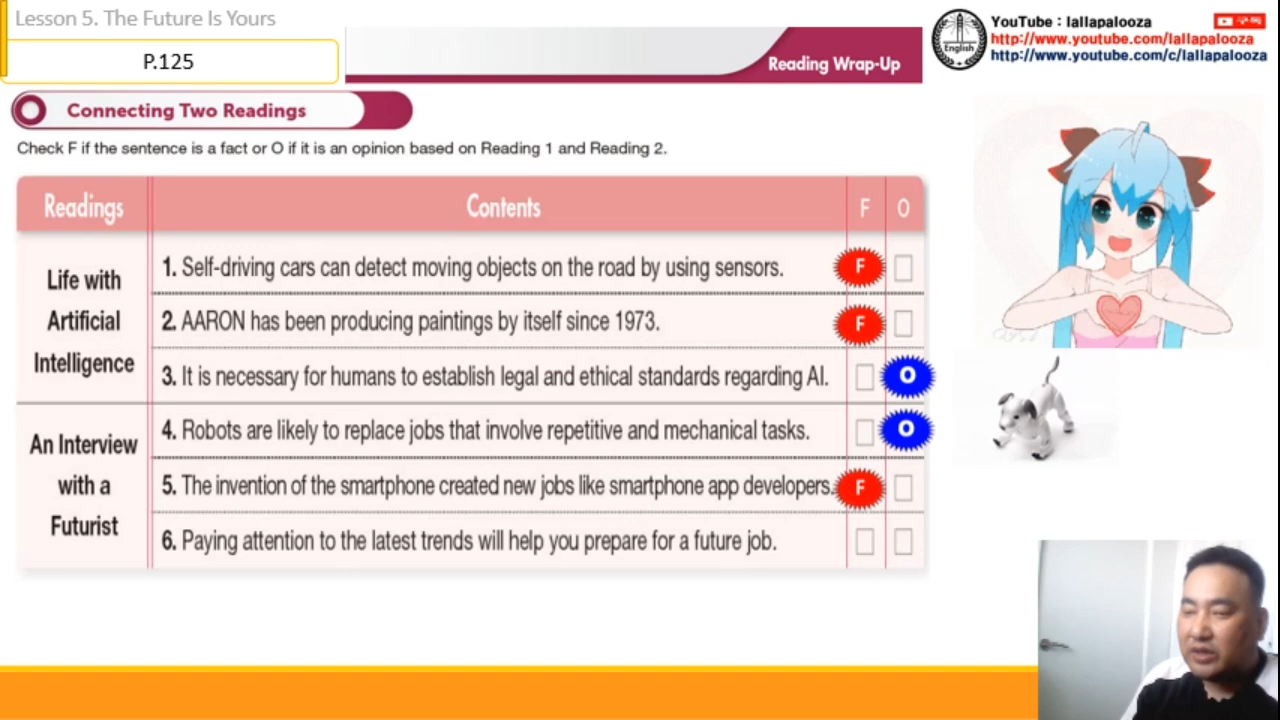 Lesson 5. The Future Is Yours
P.125
Reading Wrap-Up
English
YouTube : lallapalooza
http://www.youtube.com/lallapalooza
http://www.youtube.com/c/lallapalooza
Connecting Two Readings
Check F if the sentence is a fact or O if it is an opinion based on Reading 1 and Reading 2.
Readings Contents F O
Life with
Artificial
Intelligence
1. Self-driving cars can detect moving objects on the road by using sensors. F
2. AARON has been producing paintings by itself since 1973. F
3. It is necessary for humans to establish legal and ethical standards regarding AI. O
An Interview
with a
Futurist
4. Robots are likely to replace jobs that involve repetitive and mechanical tasks. O
5. The invention of the smartphone created new jobs like smartphone app developers. F
6. Paying attention to the latest trends will help you prepare for a future job.